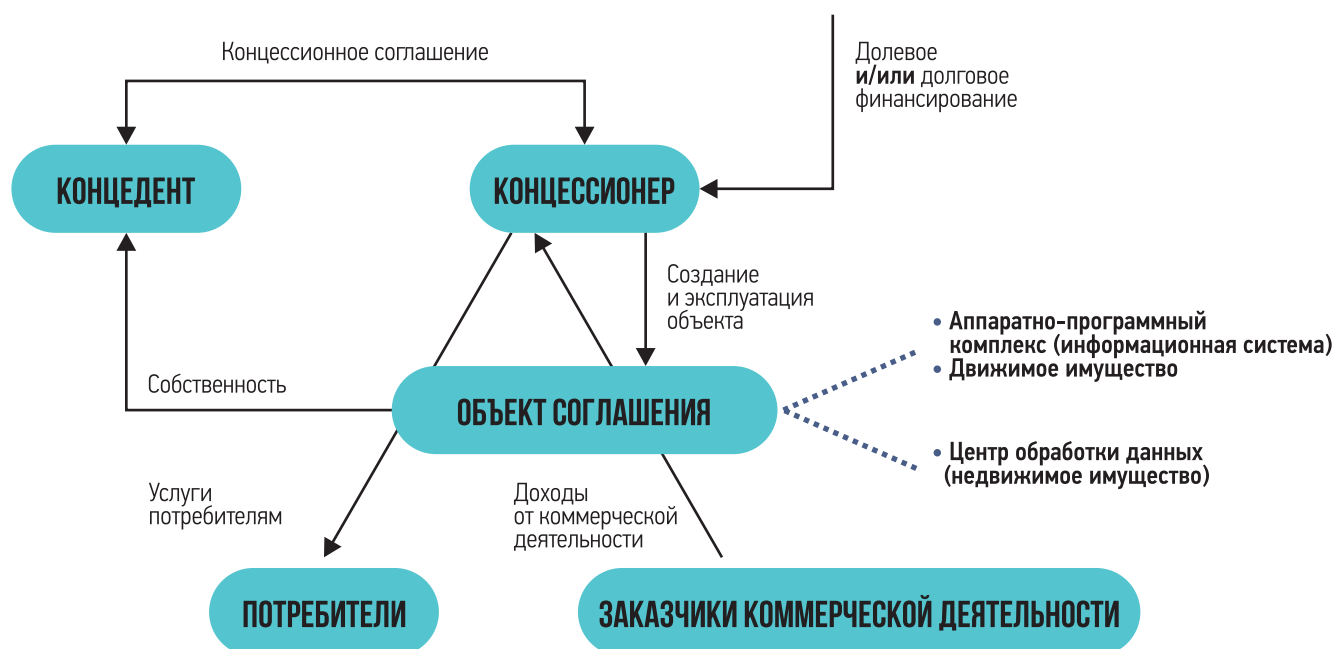 Концессионное соглашение
Долевое
и/или долговое
финансирование
КОНЦЕДЕНТ
КОНЦЕССИОНЕР
Создание
и эксплуатация
объекта
• Аппаратно-программный
комплекс (информационная система)
• Движимое имущество
Собственность
ОБЪЕКТ СОГЛАШЕНИЯ
• Центр обработки данных
(недвижимое имущество)
Услуги
потребителям
Доходы
от коммерческой
деятельности
ПОТРЕБИТЕЛИ
ЗАКАЗЧИКИ КОММЕРЧЕСКОЙ ДЕЯТЕЛЬНОСТИ